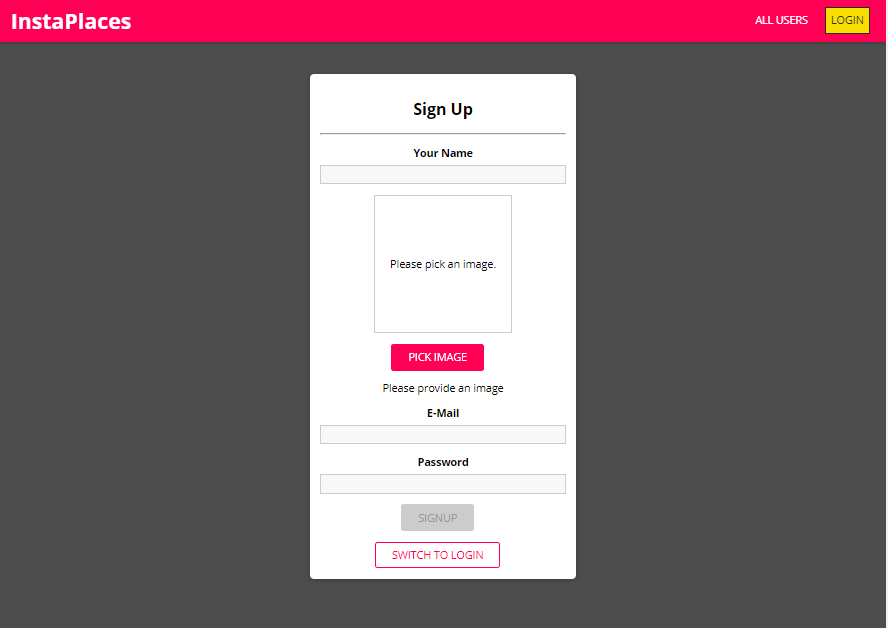 InstaPlaces
ALL USERS
LOGIN
Sign Up
Your Name
Please pick an image.
PICK IMAGE
Please provide an image
E-Mail
Password
SIGNUP
SWITCH TO LOGIN